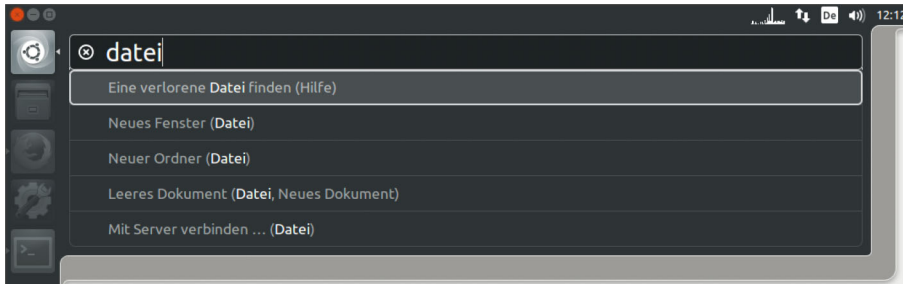 De 12:12
datei
Eine verlorene Datei finden (Hilfe)
Neues Fenster (Datei)
Neuer Ordner (Datei)
Leeres Dokument (Datei, Neues Dokument)
Mit Server verbinden … (Datei)
>_